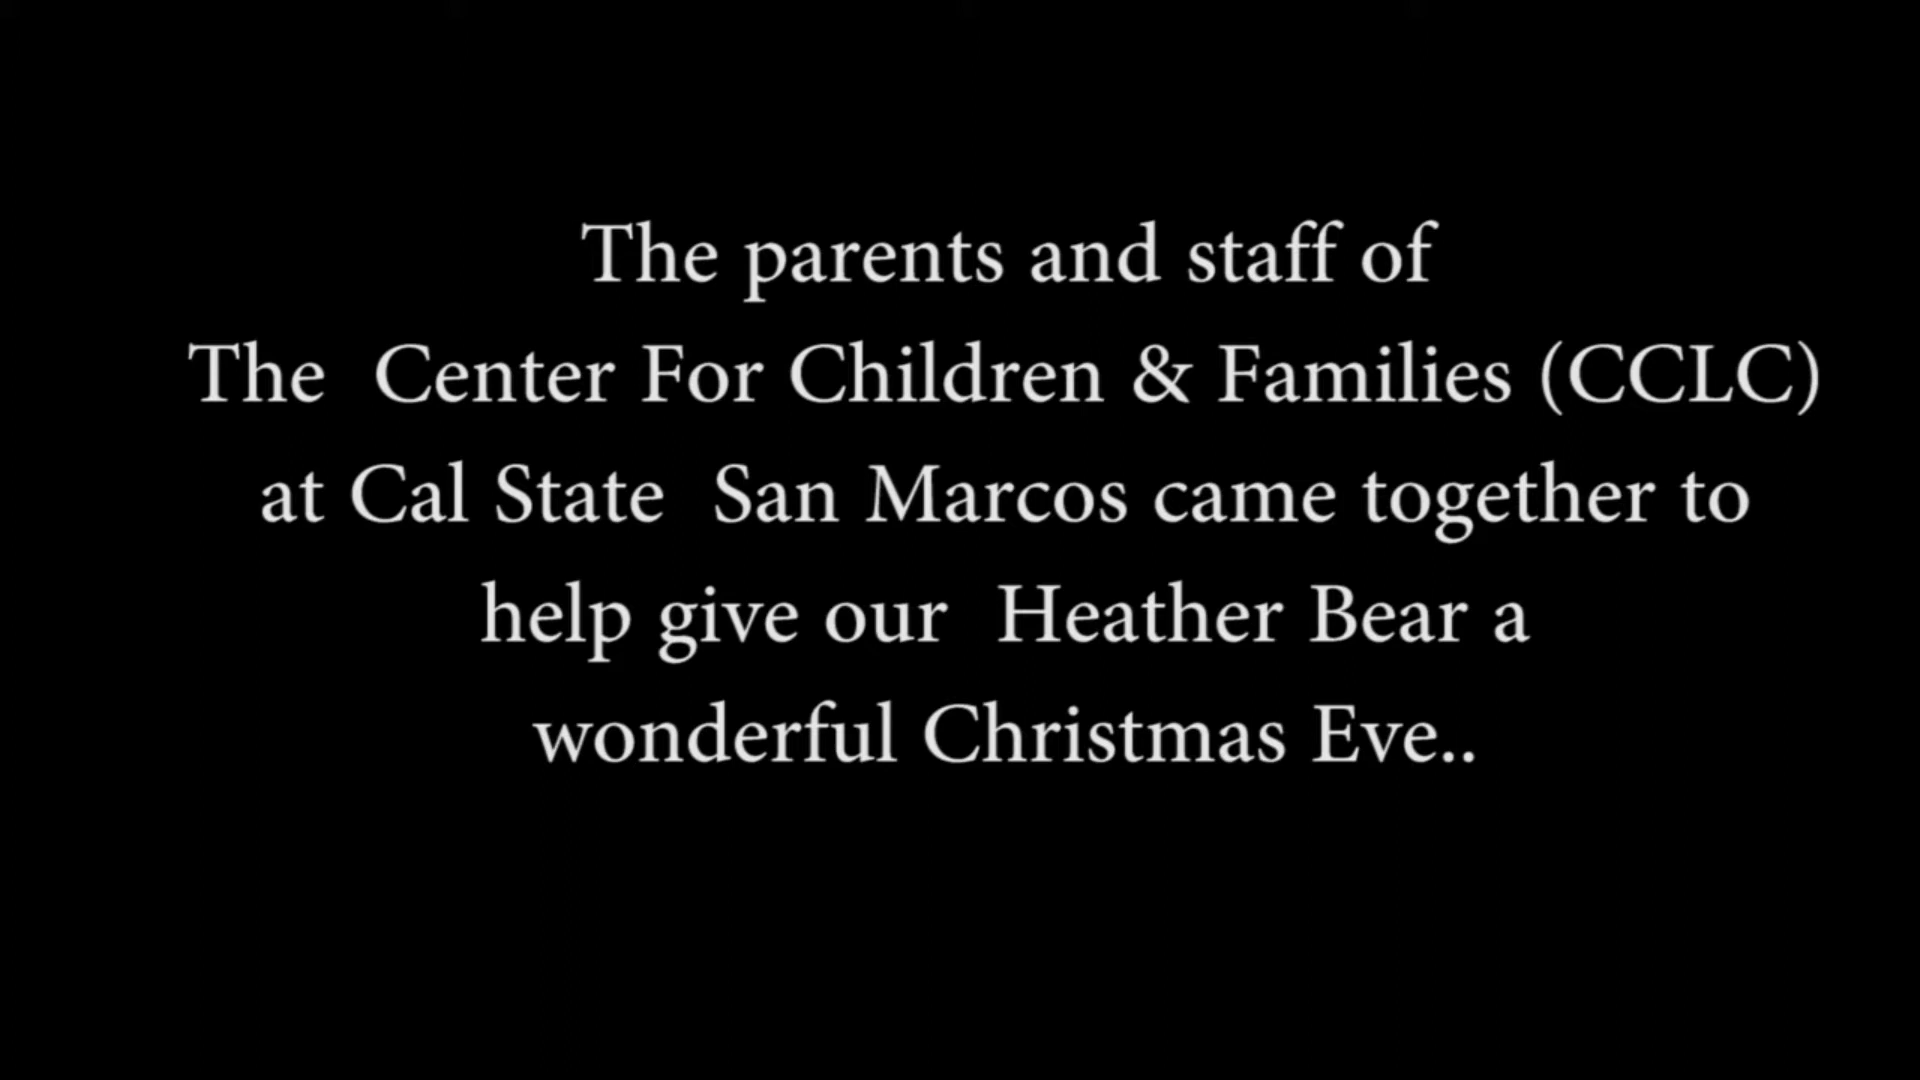 The parents and staff of
The  Center For Children & Families (CCLC)
at Cal State  San Marcos came together to
help give our  Heather Bear a
wonderful Christmas Eve..